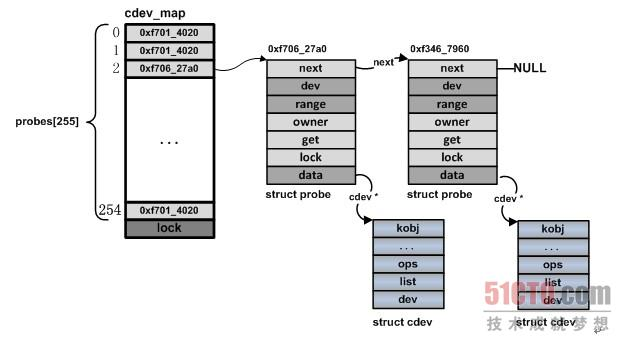 cdev_map
0 0xf701_4020
1 0xf701_4020
2 0xf706_27a0
probes[255]
...
254 0xf701_4020
lock
0xf706_27a0
next
dev
range
owner
get
lock
data
struct probe
next
0xf346_7960
next
dev
range
owner
get
lock
data
struct probe
NULL
cdev *
kobj
...
ops
list
dev
struct cdev
cdev *
kobj
...
ops
list
dev
struct cdev
51CTO.com
技术成就梦想